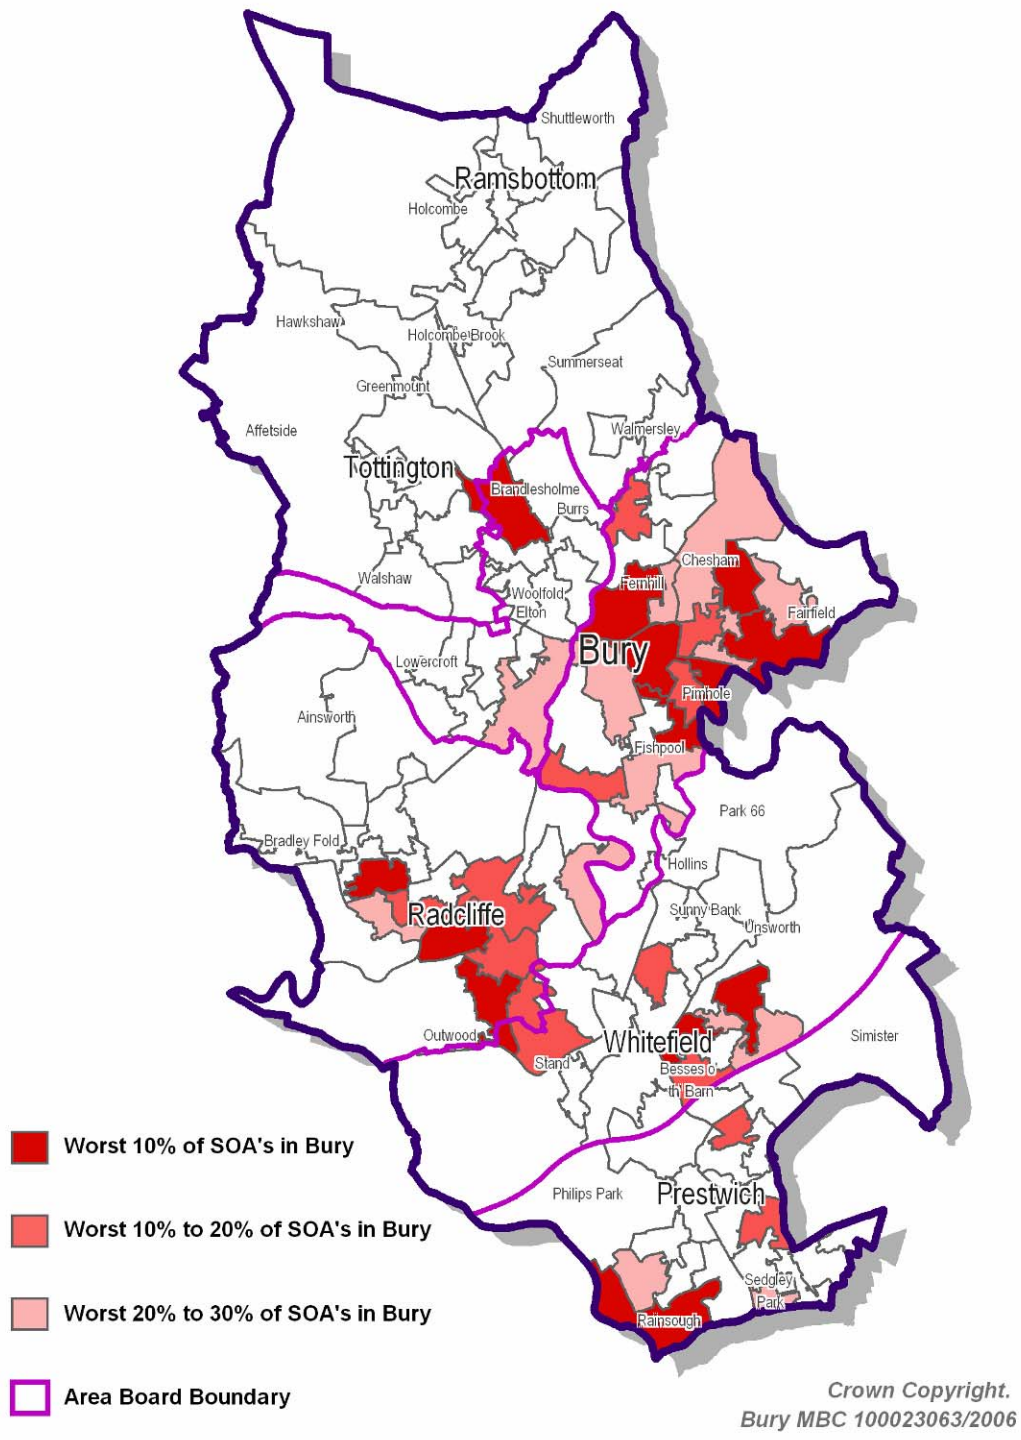 Shuttleworth
Ramsbottom
Holcombe
Hawkshaw
Holcombe Brook
Summerseat
Greenmount
Affetside
Walmersley
Tottington
Brandlesholme
Burrs
Chesham
Walshaw
Fernhill
Woolfold
Elton
Fairfield
Bury
Lowercroft
Pimhole
Ainsworth
Fishpool
Park 66
Bradley Fold
Hollins
Radcliffe
Sunny Bank
Unsworth
Outwood
Whitefield
Simister
Stand
Besses o'
th' Barn
Worst 10% of SOA's in Bury
Philips Park
Prestwich
Worst 10% to 20% of SOA's in Bury
Sedgley
Park
Worst 20% to 30% of SOA's in Bury
Rainsough
Area Board Boundary
Crown Copyright.
Bury MBC 100023063/2006